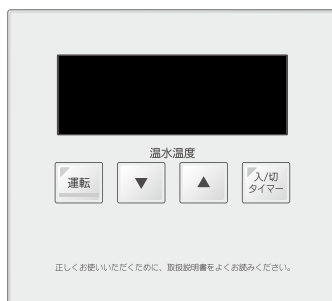 温水温度
運転
▼
▲
入/切
タイマー
正しくお使いいただくために、取扱説明書をよくお読みください。